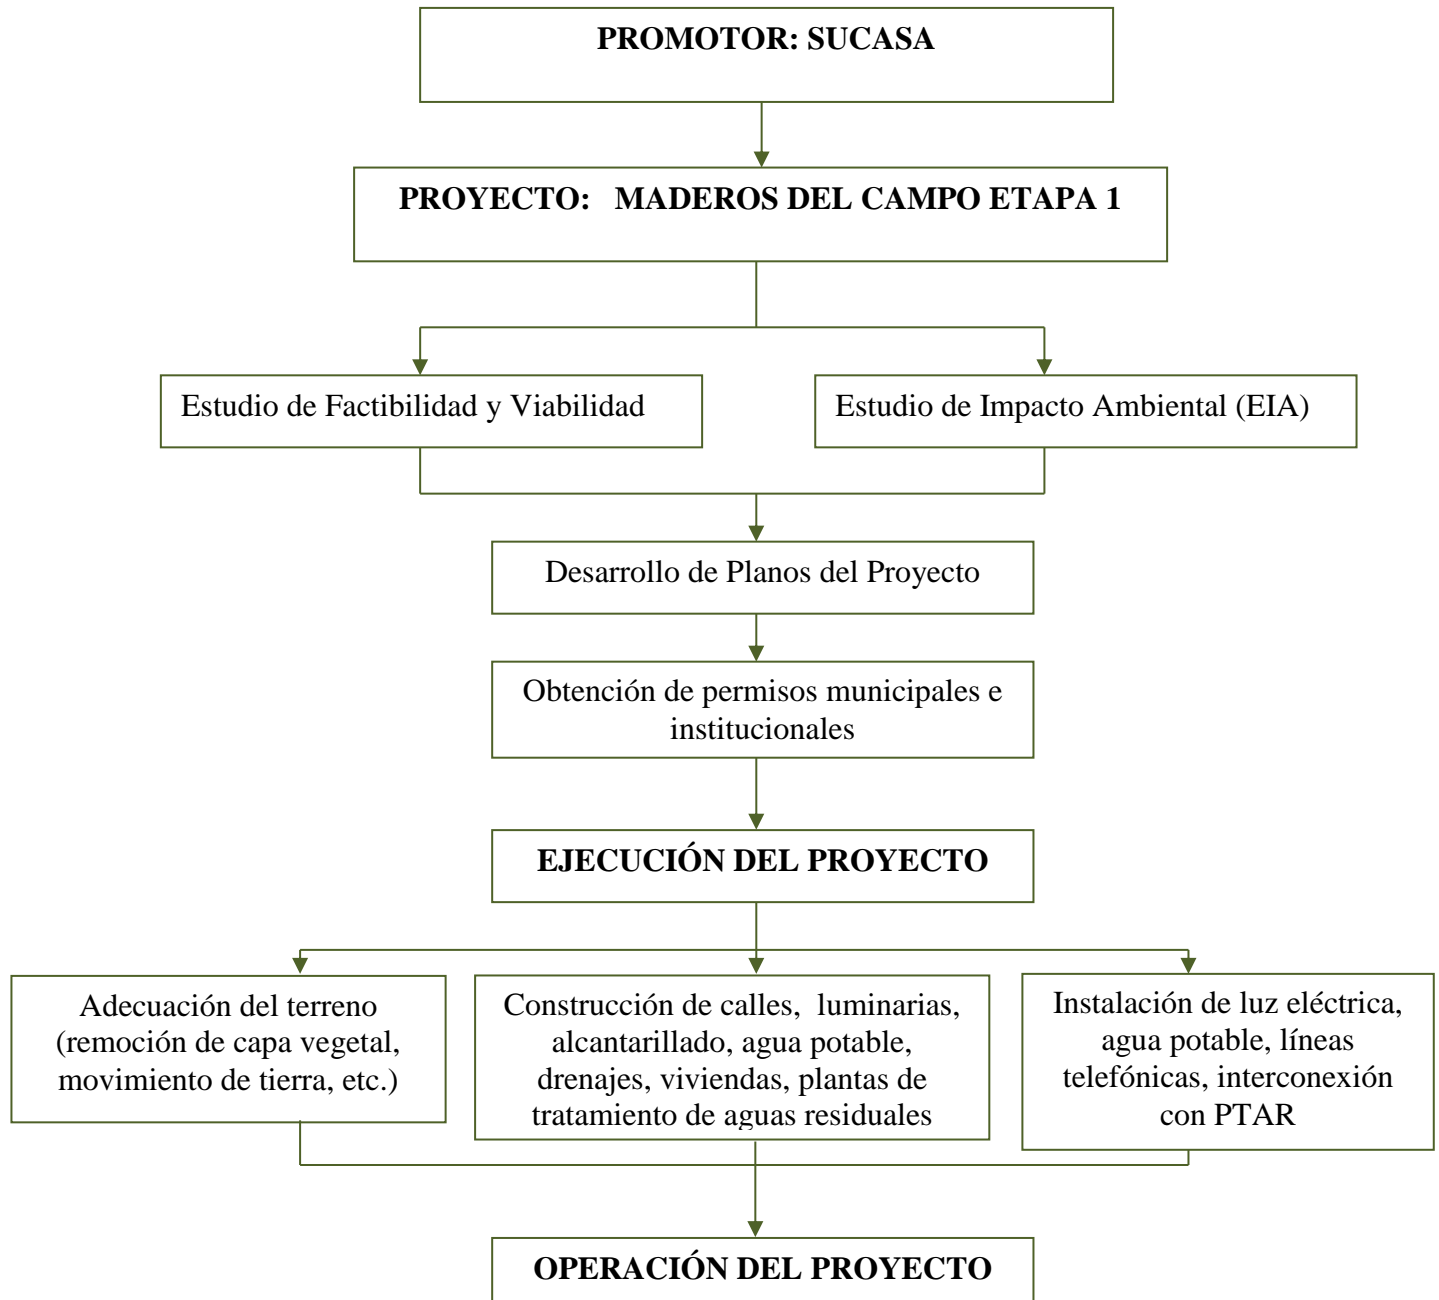 PROMOTOR: SUCASA
PROYECTO: MADEROS DEL CAMPO ETAPA 1
Estudio de Factibilidad y Viabilidad
Estudio de Impacto Ambiental (EIA)
Desarrollo de Planos del Proyecto
Obtención de permisos municipales e
institucionales
EJECUCIÓN DEL PROYECTO
Adecuación del terreno
(remoción de capa vegetal,
movimiento de tierra, etc.)
Construcción de calles, luminarias,
alcantarillado, agua potable,
drenajes, viviendas, plantas de
tratamiento de aguas residuales
Instalación de luz eléctrica,
agua potable, líneas
telefónicas, interconexión
con PTAR
OPERACIÓN DEL PROYECTO